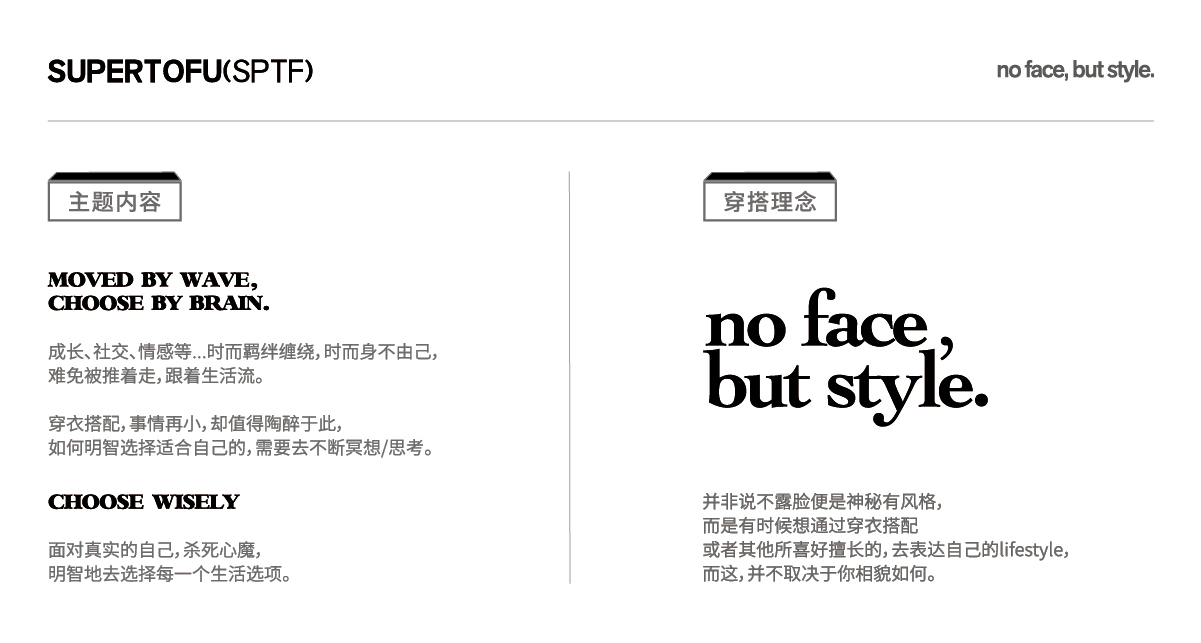 SUPERTOFU(SPTF)
no face, but style.
主题内容
MOVED BY WAVE,
CHOOSE BY BRAIN.
成长、社交、情感等...时而羁绊缠绕,时而身不由己,
难免被推着走,跟着生活流。
穿衣搭配,事情再小,却值得陶醉于此,
如何明智选择适合自己的,需要去不断冥想/思考。
CHOOSE WISELY
面对真实的自己,杀死心魔,
明智地去选择每一个生活选项。
穿搭理念
no face,
but style.
并非说不露脸便是神秘有风格,
而是有时候想通过穿衣搭配
或者其他所喜好擅长的,去表达自己的lifestyle,
而这,并不取决于你相貌如何。